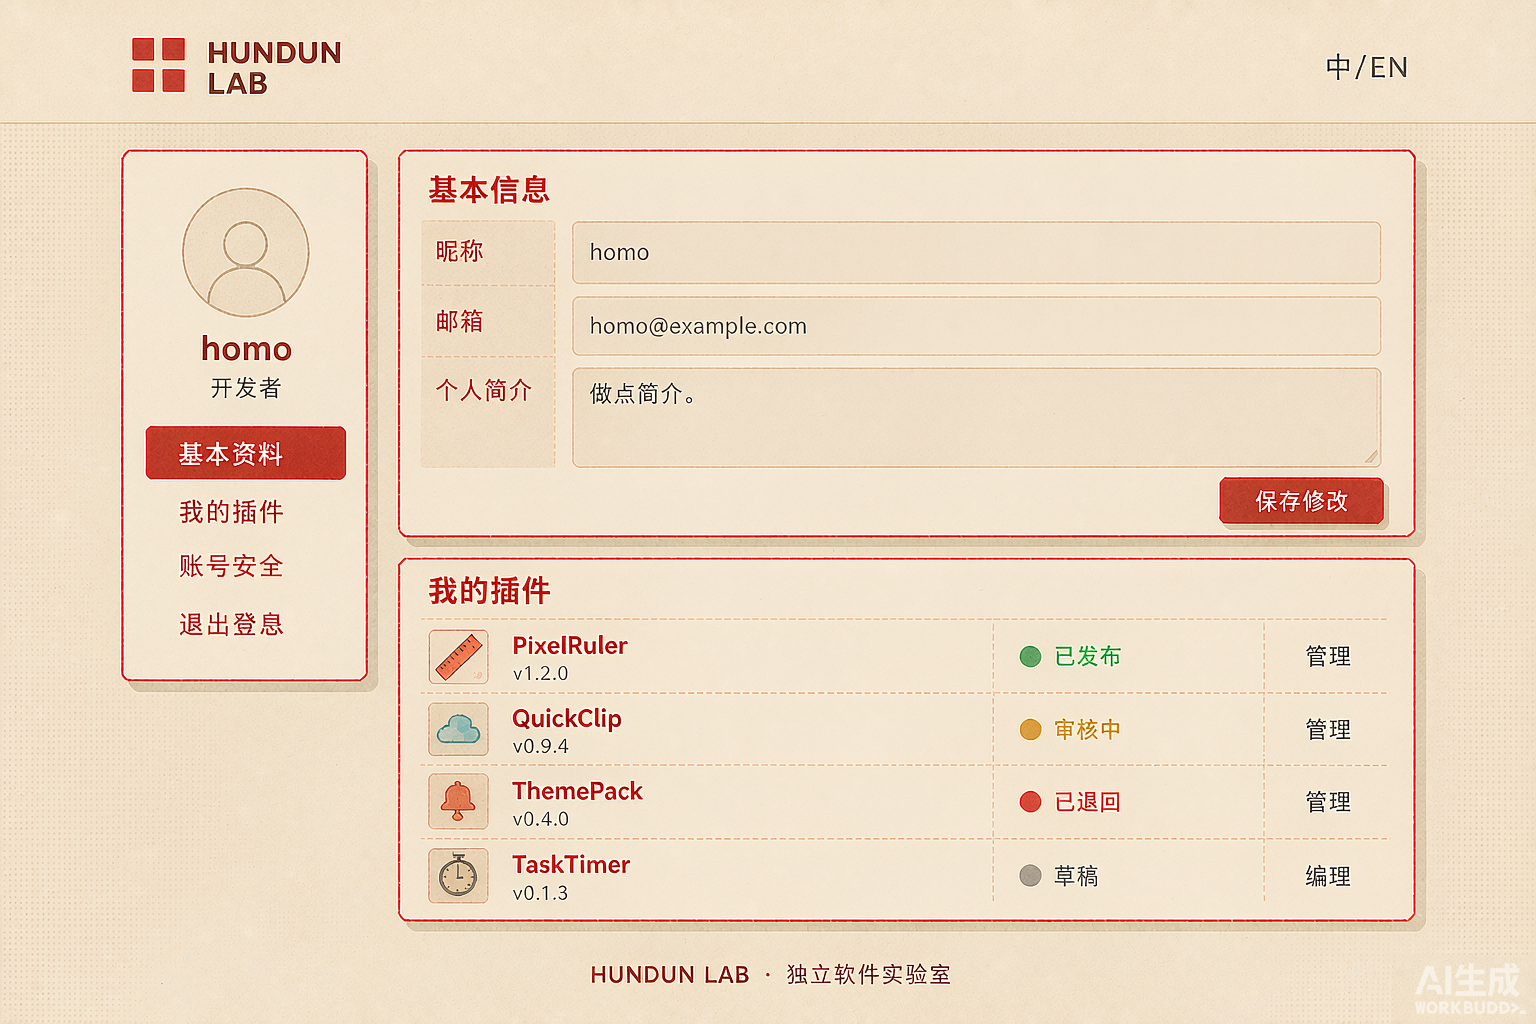 HUNDUN
LAB
中/EN
homo
开发者
基本资料
我的插件
账号安全
退出登息
基本信息
昵称
homo
邮箱
homo@example.com
个人简介
做点简介。
保存修改
我的插件
PixelRuler
v1.2.0
已发布
管理
QuickClip
v0.9.4
审核中
管理
ThemePack
v0.4.0
已退回
管理
TaskTimer
v0.1.3
草稿
编理
HUNDUN LAB · 独立软件实验室
AI生成